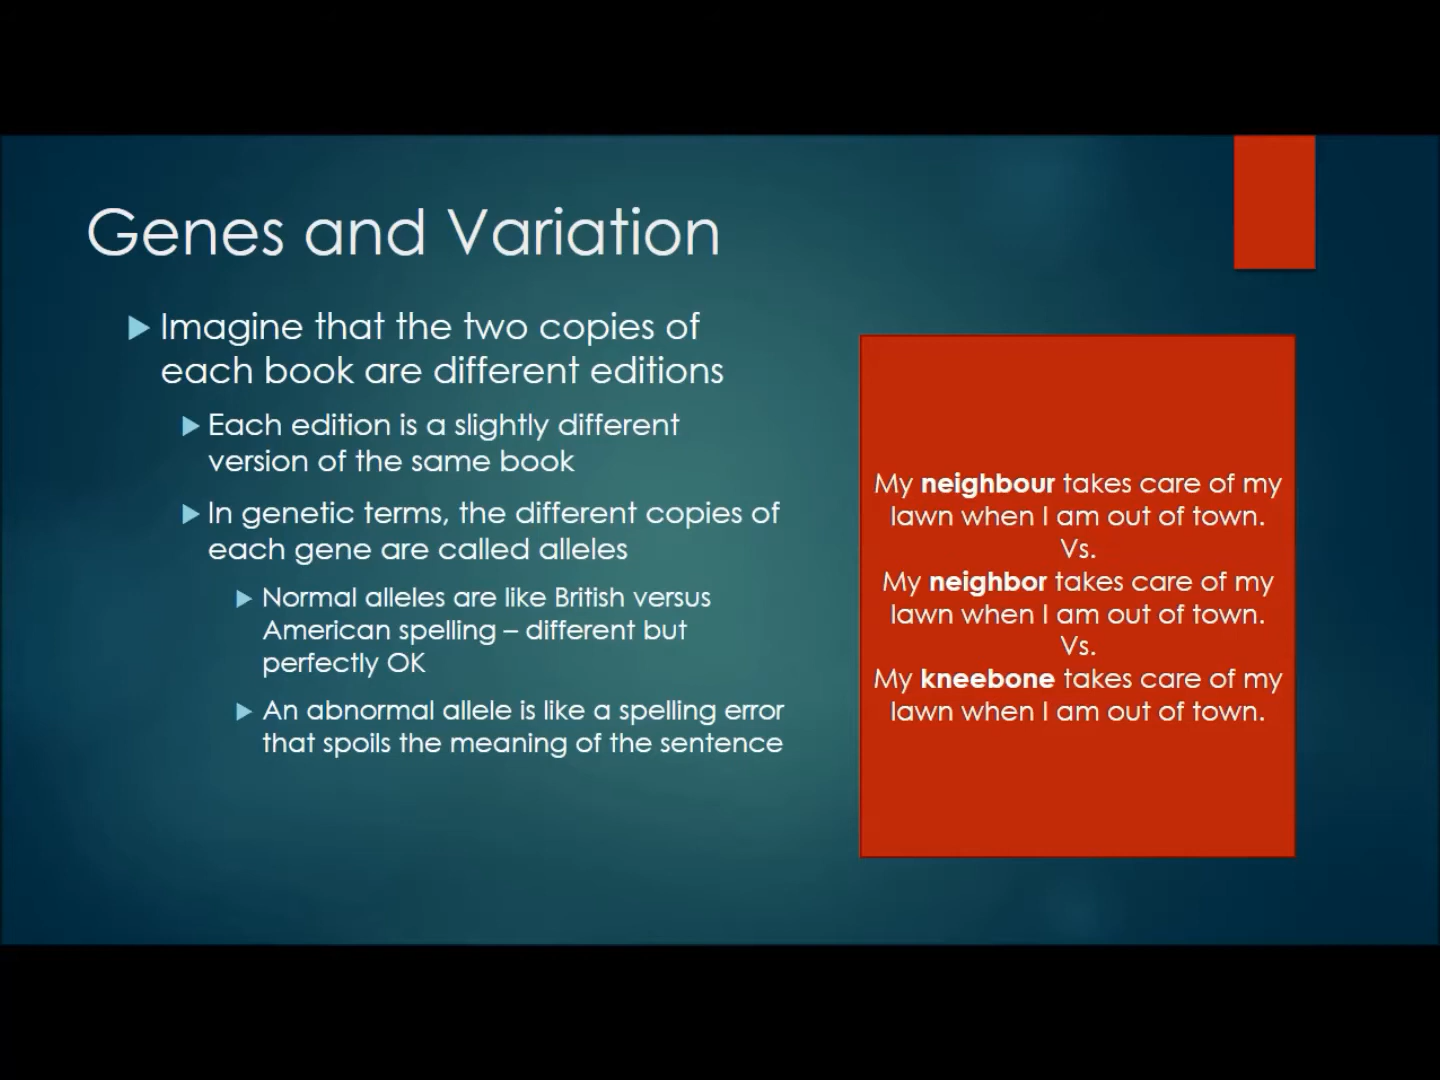 Genes and Variation
Imagine that the two copies of
each book are different editions
Each edition is a slightly different
version of the same book
In genetic terms, the different copies of
each gene are called alleles
Normal alleles are like British versus
American spelling – different but
perfectly OK
An abnormal allele is like a spelling error
that spoils the meaning of the sentence
My neighbour takes care of my
lawn when I am out of town.
Vs.
My neighbor takes care of my
lawn when I am out of town.
Vs.
My kneebone takes care of my
lawn when I am out of town.